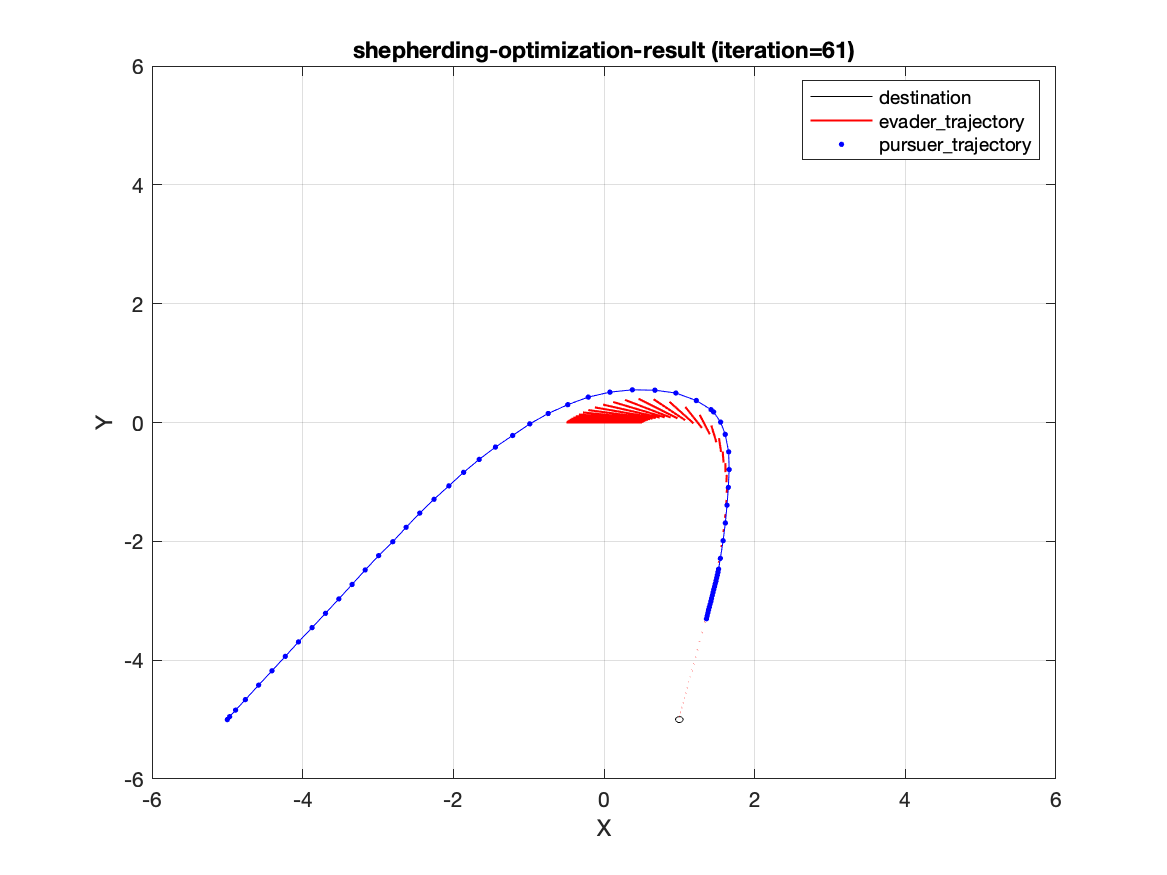 shepherding-optimization-result (iteration=61)
destination
evader_trajectory
pursuer_trajectory
6
4
2
0
-2
-4
-6
Y
-6
-4
-2
0
2
4
6
X